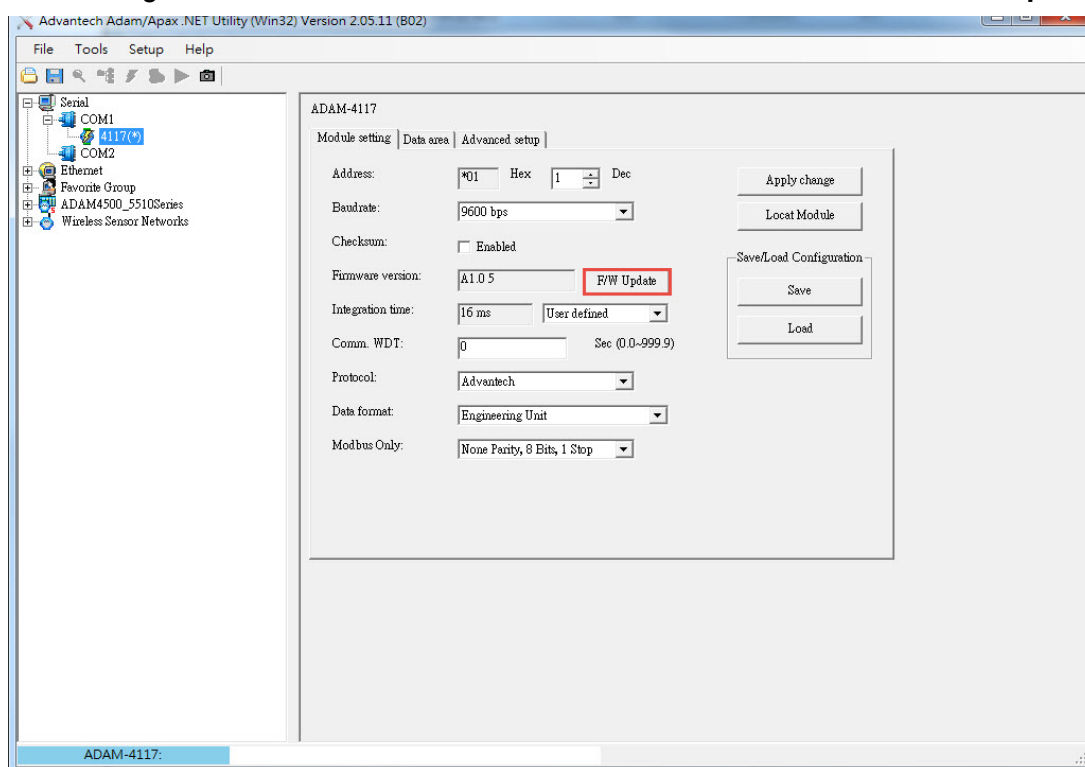 Advantech Adam/Apax .NET Utility (Win32) Version 2.05.11 (B02)
File Tools Setup Help
Serial
COM1
4117(*)
COM2
Ethernet
Favorite Group
ADAM4500_5510Series
Wireless Sensor Networks
ADAM-4117
Module setting Data area Advanced setup
Address: *01 Hex 1 Dec
Apply change
Baudrate: 9600 bps
Locat Module
Checksum: Enabled
Save/Load Configuration
Firmware version: A1.0 5 F/W Update
Save
Integration time: 16 ms User defined
Load
Comm. WDT: 0 Sec (0.0~999.9)
Protocol: Advantech
Data format: Engineering Unit
Modbus Only: None Parity, 8 Bits, 1 Stop
ADAM-4117: